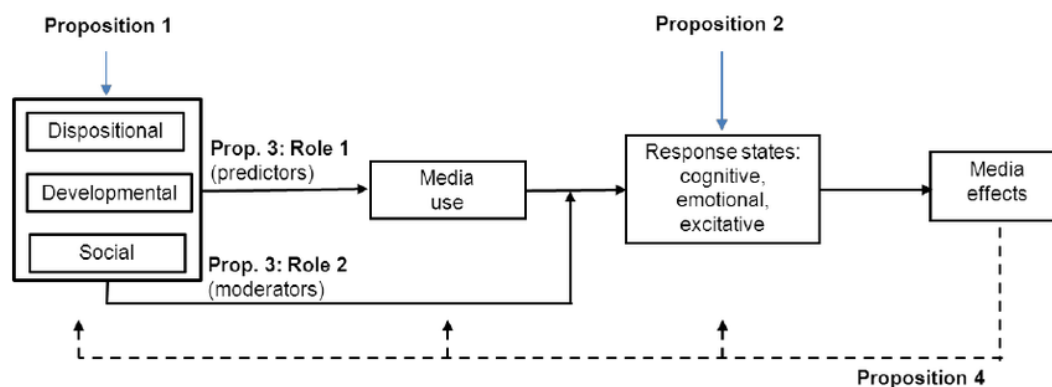 Proposition 1
Proposition 2
Dispositional
Developmental
Social
Prop. 3: Role 1
(predictors)
Media
use
Response states:
cognitive,
emotional,
excitative
Media
effects
Prop. 3: Role 2
(moderators)
Proposition 4